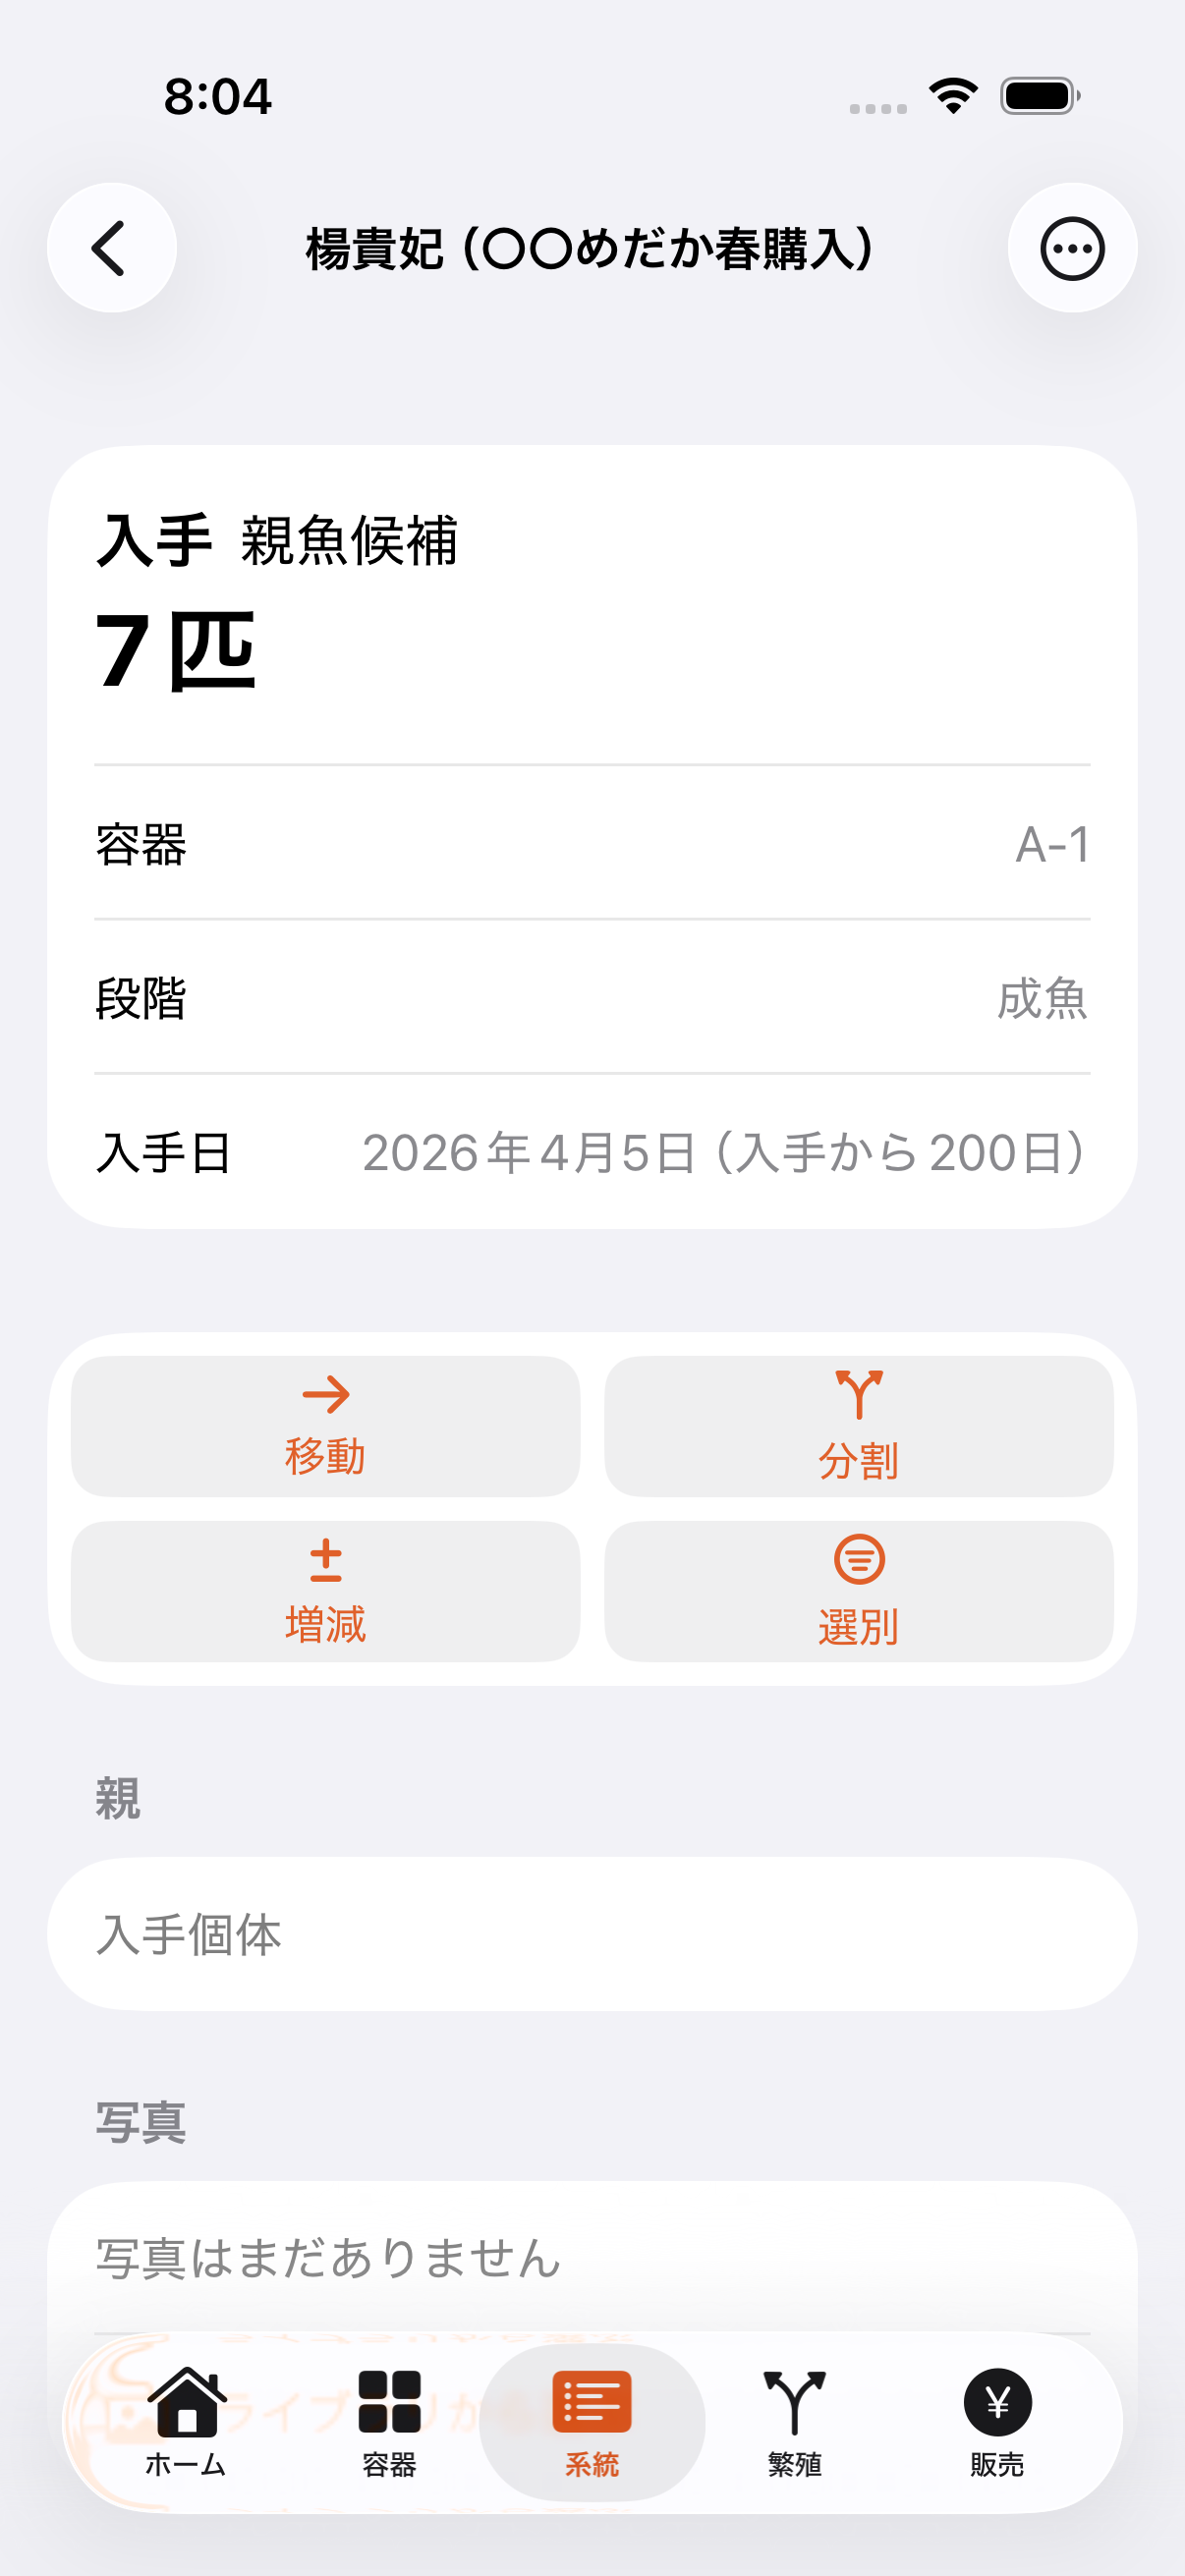 8:04
楊貴妃（〇〇めだか春購入）
入手 親魚候補
7匹
容器 A-1
段階 成魚
入手日 2026年4月5日（入手から200日）
移動
分割
増減
選別
親
入手個体
写真
写真はまだありません
ホーム
容器
系統
繁殖
販売